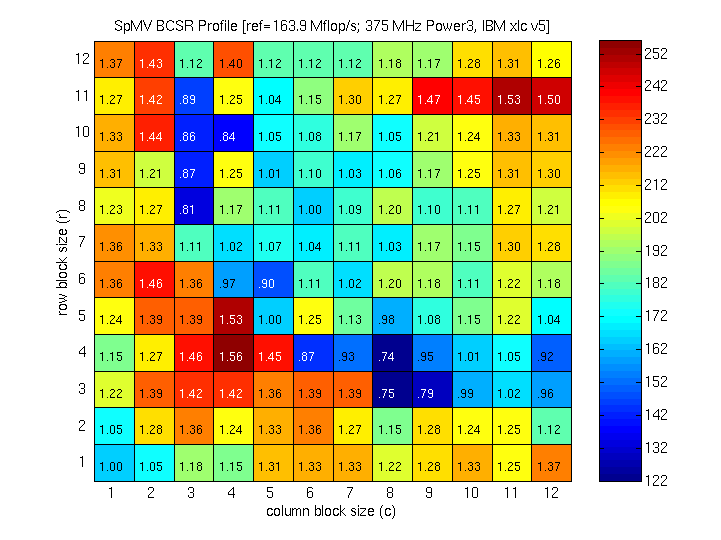 SpMV BCSR Profile [ref=163.9 Mflop/s; 375 MHz Power3, IBM xlc v5]
12 1.37 1.43 1.12 1.40 1.12 1.12 1.12 1.18 1.17 1.28 1.31 1.26
11 1.27 1.42 .89 1.25 1.04 1.15 1.30 1.27 1.47 1.45 1.53 1.50
10 1.33 1.44 .86 .84 1.05 1.08 1.17 1.05 1.21 1.24 1.33 1.31
9 1.31 1.21 .87 1.25 1.01 1.10 1.03 1.06 1.17 1.25 1.31 1.30
8 1.23 1.27 .81 1.17 1.11 1.00 1.09 1.20 1.10 1.11 1.27 1.21
7 1.36 1.33 1.11 1.02 1.07 1.04 1.11 1.03 1.17 1.15 1.30 1.28
6 1.36 1.46 1.36 .97 .90 1.11 1.02 1.20 1.18 1.11 1.22 1.18
5 1.24 1.39 1.39 1.53 1.00 1.25 1.13 .98 1.08 1.15 1.22 1.04
4 1.15 1.27 1.46 1.56 1.45 .87 .93 .74 .95 1.01 1.05 .92
3 1.22 1.39 1.42 1.42 1.36 1.39 1.39 .75 .79 .99 1.02 .96
2 1.05 1.28 1.36 1.24 1.33 1.36 1.27 1.15 1.28 1.24 1.25 1.12
1 1.00 1.05 1.18 1.15 1.31 1.33 1.33 1.22 1.28 1.33 1.25 1.37
1 2 3 4 5 6 7 8 9 10 11 12
column block size (c)
row block size (r)
252
242
232
222
212
202
192
182
172
162
152
142
132
122